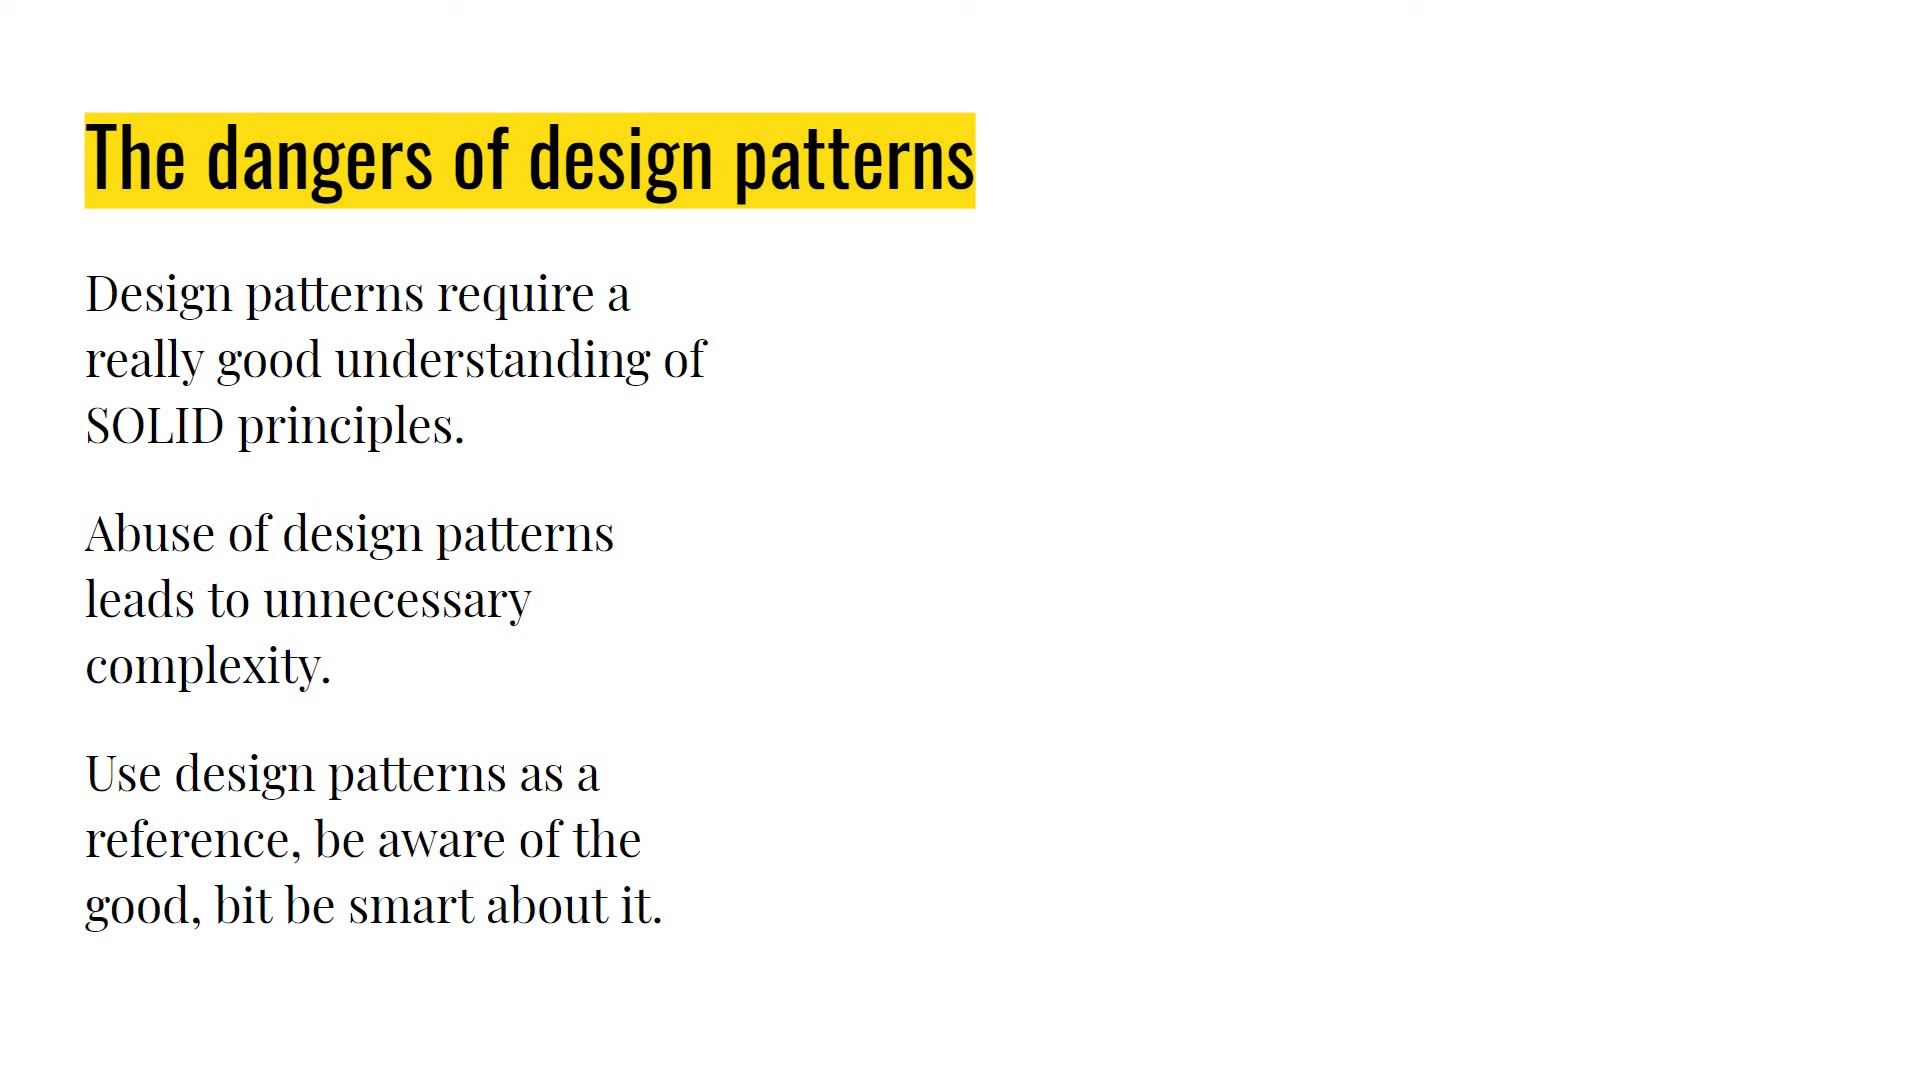 The dangers of design patterns
Design patterns require a
really good understanding of
SOLID principles.
Abuse of design patterns
leads to unnecessary
complexity.
Use design patterns as a
reference, be aware of the
good, bit be smart about it.